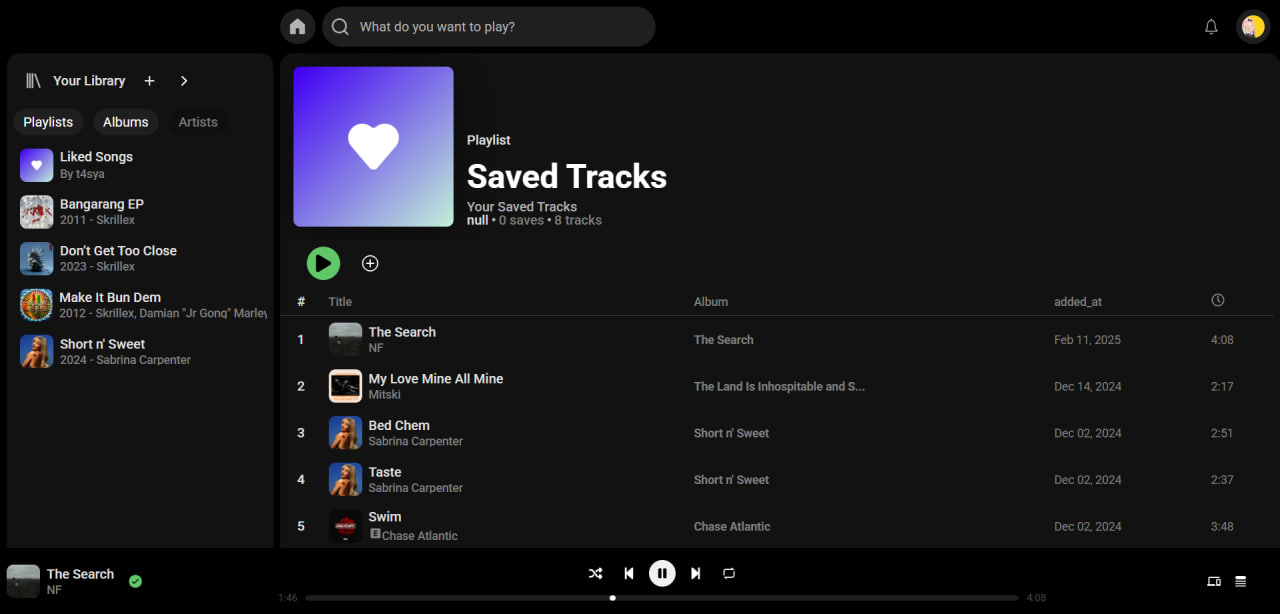 What do you want to play?
Your Library
Playlists Albums Artists
Liked Songs
By t4sya
Bangarang EP
2011 - Skrillex
Don't Get Too Close
2023 - Skrillex
Make It Bun Dem
2012 - Skrillex, Damian "Jr Gong" Marley
Short n' Sweet
2024 - Sabrina Carpenter
Playlist
Saved Tracks
Your Saved Tracks
null • 0 saves • 8 tracks
# Title Album added_at
1 The Search The Search Feb 11, 2025 4:08
NF
2 My Love Mine All Mine The Land Is Inhospitable and S... Dec 14, 2024 2:17
Mitski
3 Bed Chem Short n' Sweet Dec 02, 2024 2:51
Sabrina Carpenter
4 Taste Short n' Sweet Dec 02, 2024 2:37
Sabrina Carpenter
5 Swim Chase Atlantic Dec 02, 2024 3:48
E Chase Atlantic
The Search
NF
1:46 4:08